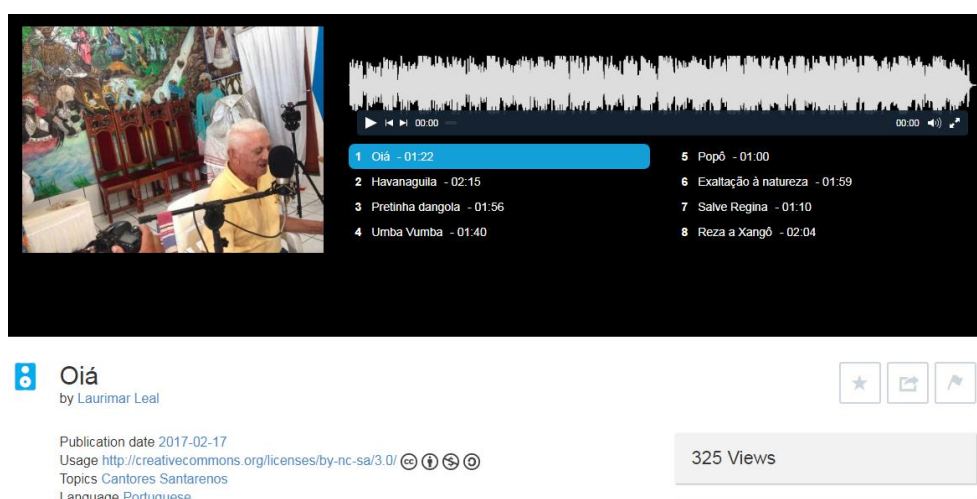 00:00
00:00
1 Oiá - 01:22
2 Havanaguila - 02:15
3 Pretinha dangola - 01:56
4 Umba Vumba - 01:40
5 Popô - 01:00
6 Exaltação à natureza - 01:59
7 Salve Regina - 01:10
8 Reza a Xangô - 02:04
Oiá
by Laurimar Leal
Publication date 2017-02-17
Usage http://creativecommons.org/licenses/by-nc-sa/3.0/
Topics Cantores Santarenos
Language Portuguese
325 Views